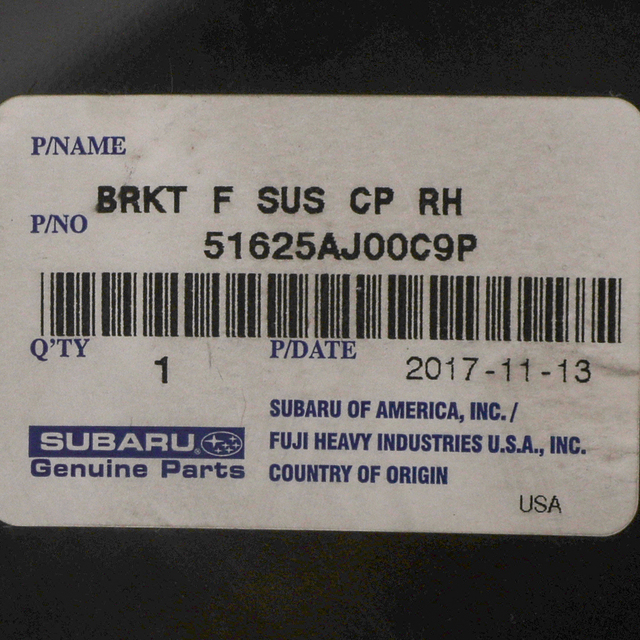 P/NAME
BRKT F SUS CP RH
P/NO
51625AJ00C9P
Q'TY
1
P/DATE
2017-11-13
SUBARU OF AMERICA, INC. /
FUJI HEAVY INDUSTRIES U.S.A., INC.
COUNTRY OF ORIGIN
USA
SUBARU®
Genuine Parts